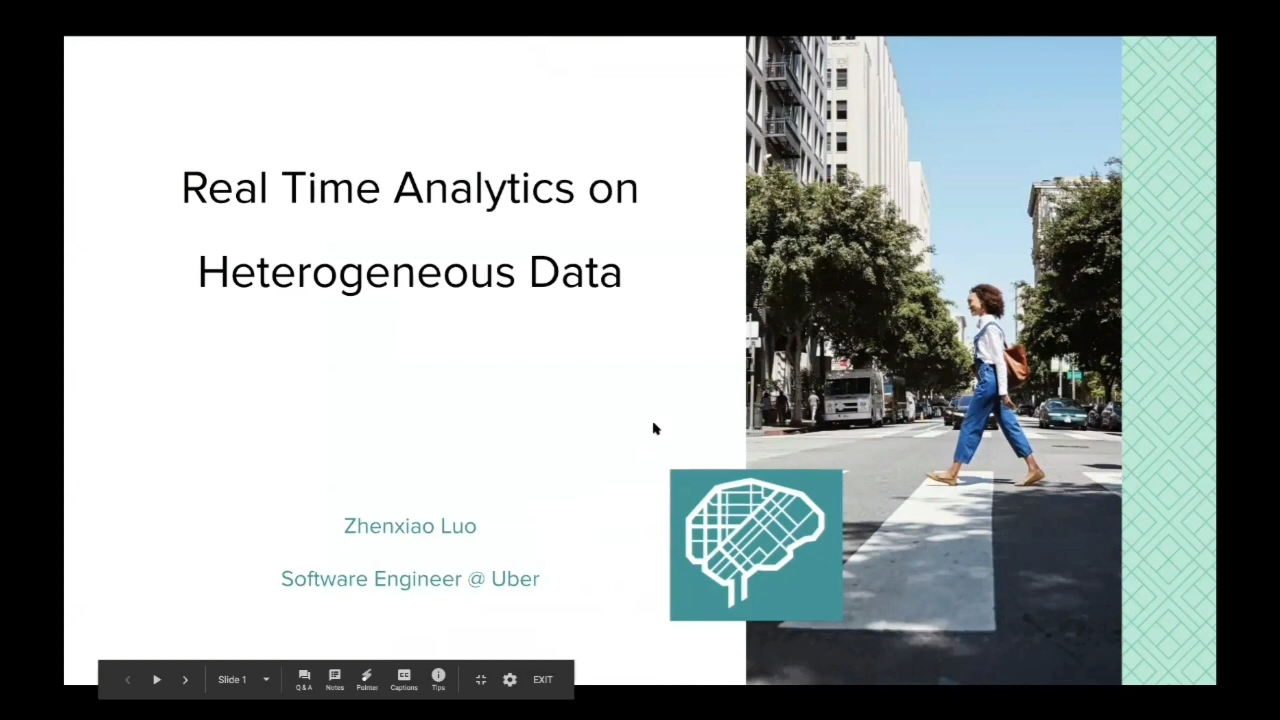 Real Time Analytics on
Heterogeneous Data
Zhenxiao Luo
Software Engineer @ Uber
Slide 1
Q & A
Notes
Pointer
Captions
Tips
EXIT